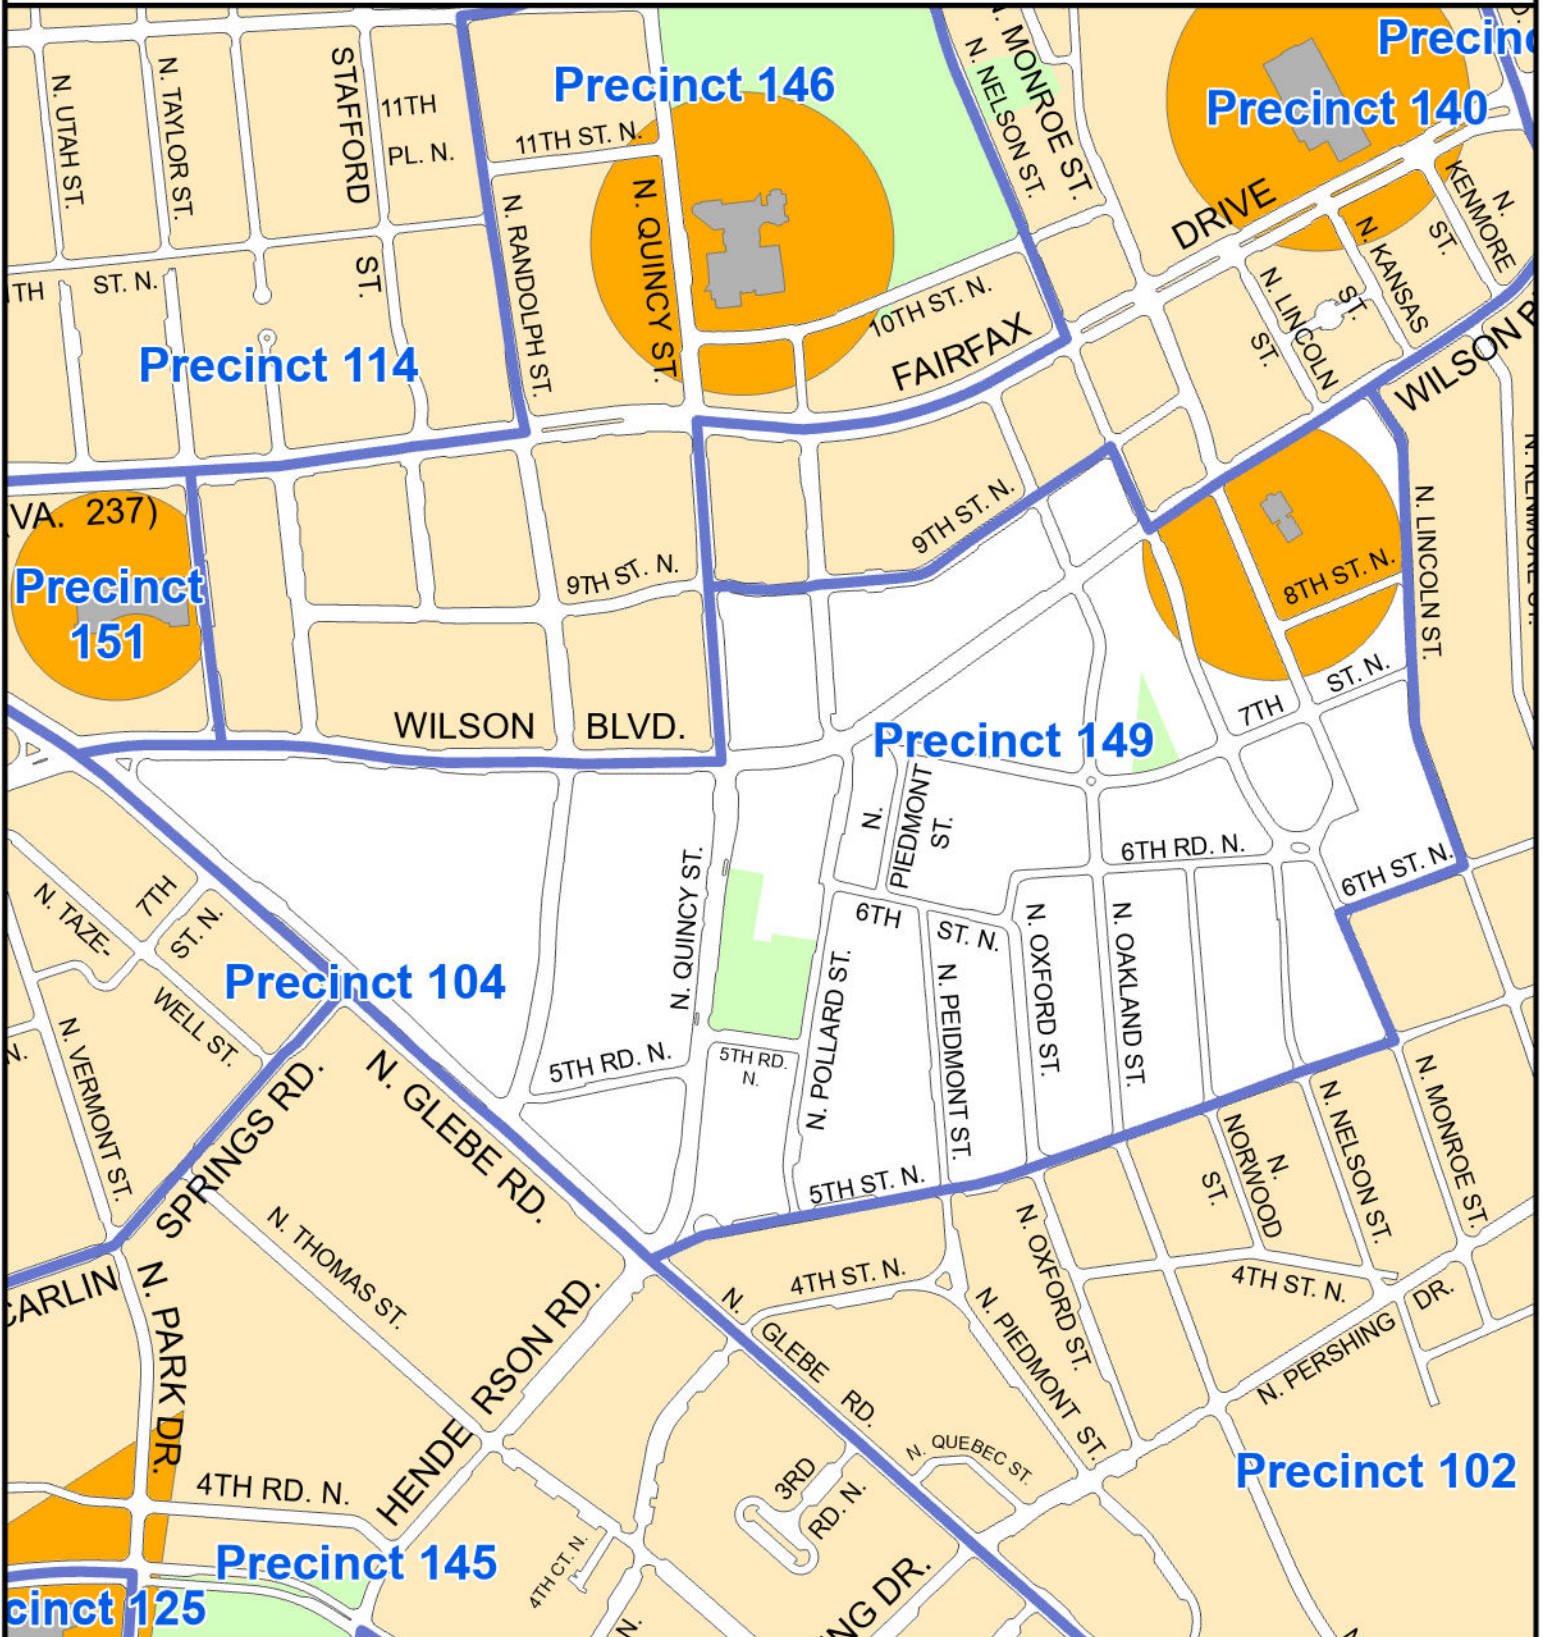 N. UTAH ST.
N. TAYLOR ST.
STAFFORD
ST.
11TH
PL. N.
Precinct 146
11TH ST. N.
N. RANDOLPH ST.
N. QUINCY ST.
N. NELSON ST.
N. MONROE ST.
Precinct 140
DRIVE
N.
KENMORE
ST.
N. KANSAS
ST.
N. LINCOLN
ST.
ST. N.
Precinct 114
10TH ST. N.
FAIRFAX
WILSON
VA. 237)
Precinct
151
9TH ST. N.
9TH ST. N.
8TH ST. N.
N. LINCOLN ST.
WILSON BLVD.
7TH
ST. N.
Precinct 149
N.
PIEDMONT
ST.
6TH RD. N.
6TH ST. N.
7TH
ST. N.
N. TAZE-
WELL ST.
N. QUINCY ST.
6TH
ST. N.
N. OXFORD ST.
N. OAKLAND ST.
Precinct 104
N. POLLARD ST.
N. PEIDMONT ST.
N.
N. VERMONT ST.
5TH RD. N.
5TH RD.
N.
SPRINGS RD.
N. GLEBE RD.
5TH ST. N.
N. MONROE ST.
N. NELSON ST.
N.
NORWOOD
ST.
N. THOMAS ST.
N. OXFORD ST.
CARLIN
N. PARK DR.
4TH ST. N.
4TH ST. N.
N.
GLEBE
RD.
N. PIEDMONT ST.
N. PERSHING
DR.
HENDE RSON RD.
N. QUEBEC ST.
Precinct 102
4TH RD. N.
3RD
RD. N.
4TH CT. N.
Precinct 145
cinct 125
N.
NG DR.